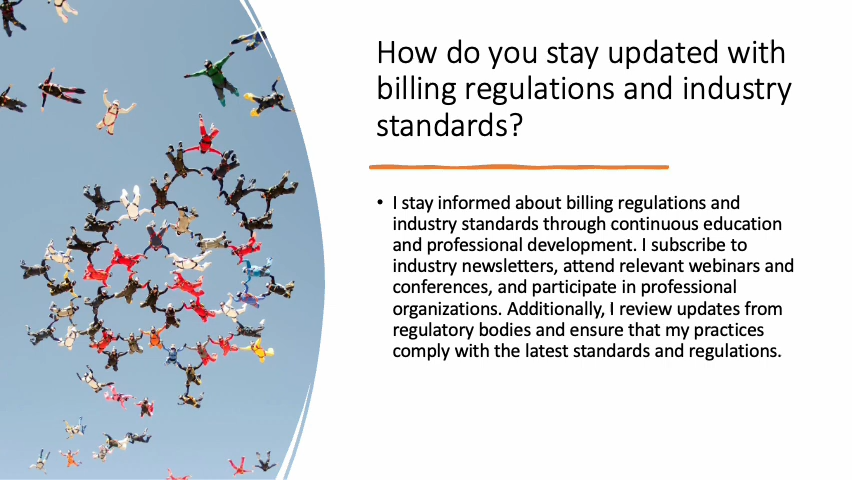 How do you stay updated with
billing regulations and industry
standards?
• I stay informed about billing regulations and
industry standards through continuous education
and professional development. I subscribe to
industry newsletters, attend relevant webinars and
conferences, and participate in professional
organizations. Additionally, I review updates from
regulatory bodies and ensure that my practices
comply with the latest standards and regulations.